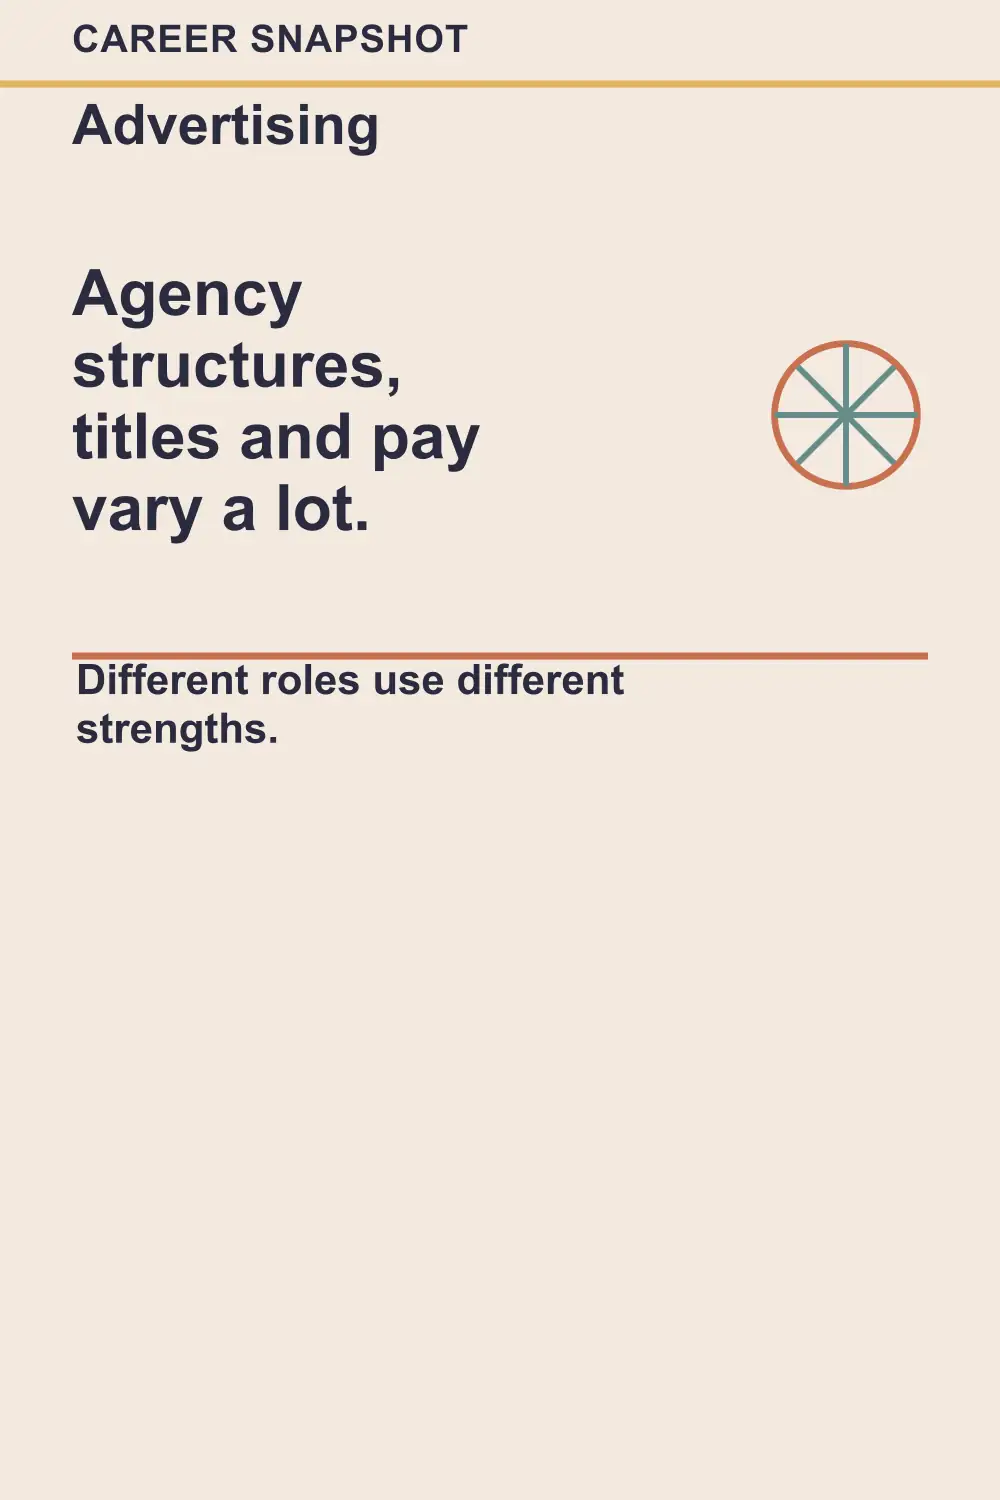 CAREER SNAPSHOT
Advertising
Agency
structures,
titles and pay
vary a lot.
Different roles use different
strengths.